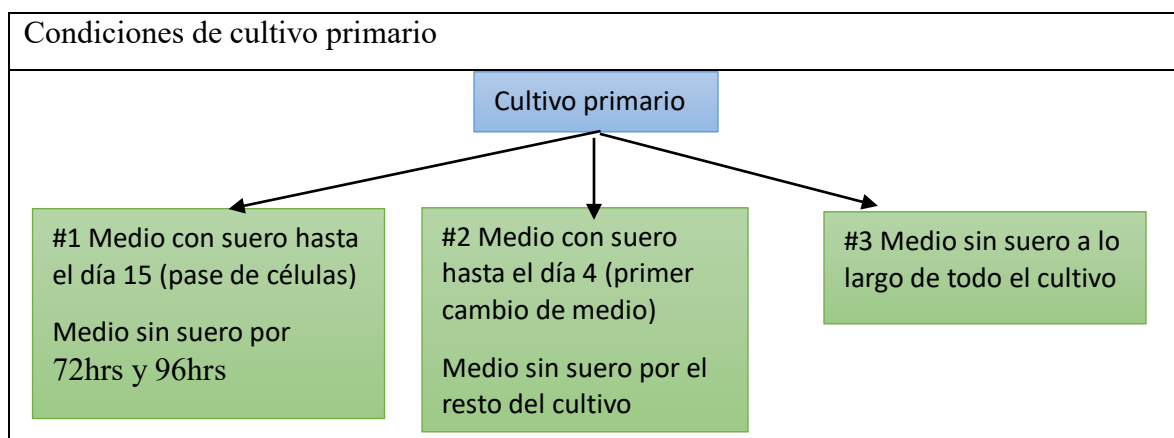 Condiciones de cultivo primario
Cultivo primario
#1 Medio con suero hasta
el día 15 (pase de células)
Medio sin suero por
72hrs y 96hrs
#2 Medio con suero
hasta el día 4 (primer
cambio de medio)
Medio sin suero por el
resto del cultivo
#3 Medio sin suero a lo
largo de todo el cultivo